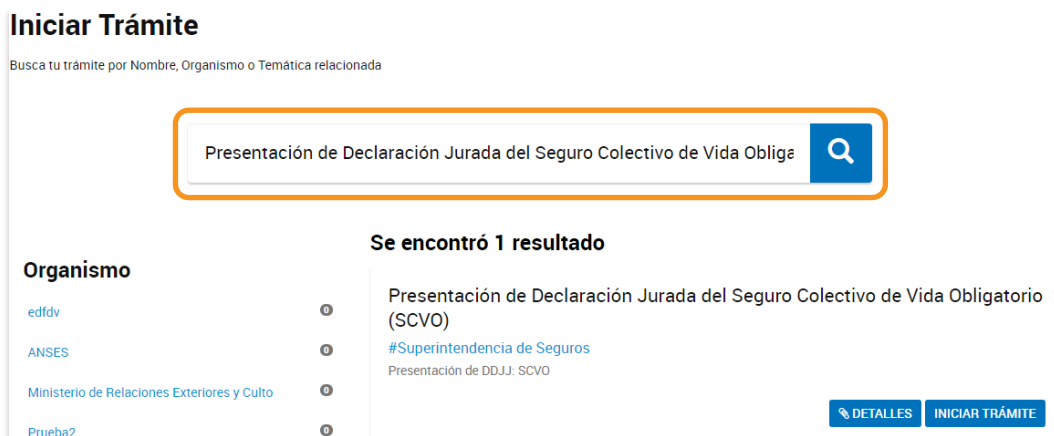 Iniciar Trámite
Busca tu trámite por Nombre, Organismo o Temática relacionada
Presentación de Declaración Jurada del Seguro Colectivo de Vida Obliga
Se encontró 1 resultado
Organismo
edfdv 0
ANSES 0
Ministerio de Relaciones Exteriores y Culto 0
Prueba2 0
Presentación de Declaración Jurada del Seguro Colectivo de Vida Obligatorio
(SCVO)
#Superintendencia de Seguros
Presentación de DDJJ: SCVO
DETALLES INICIAR TRÁMITE